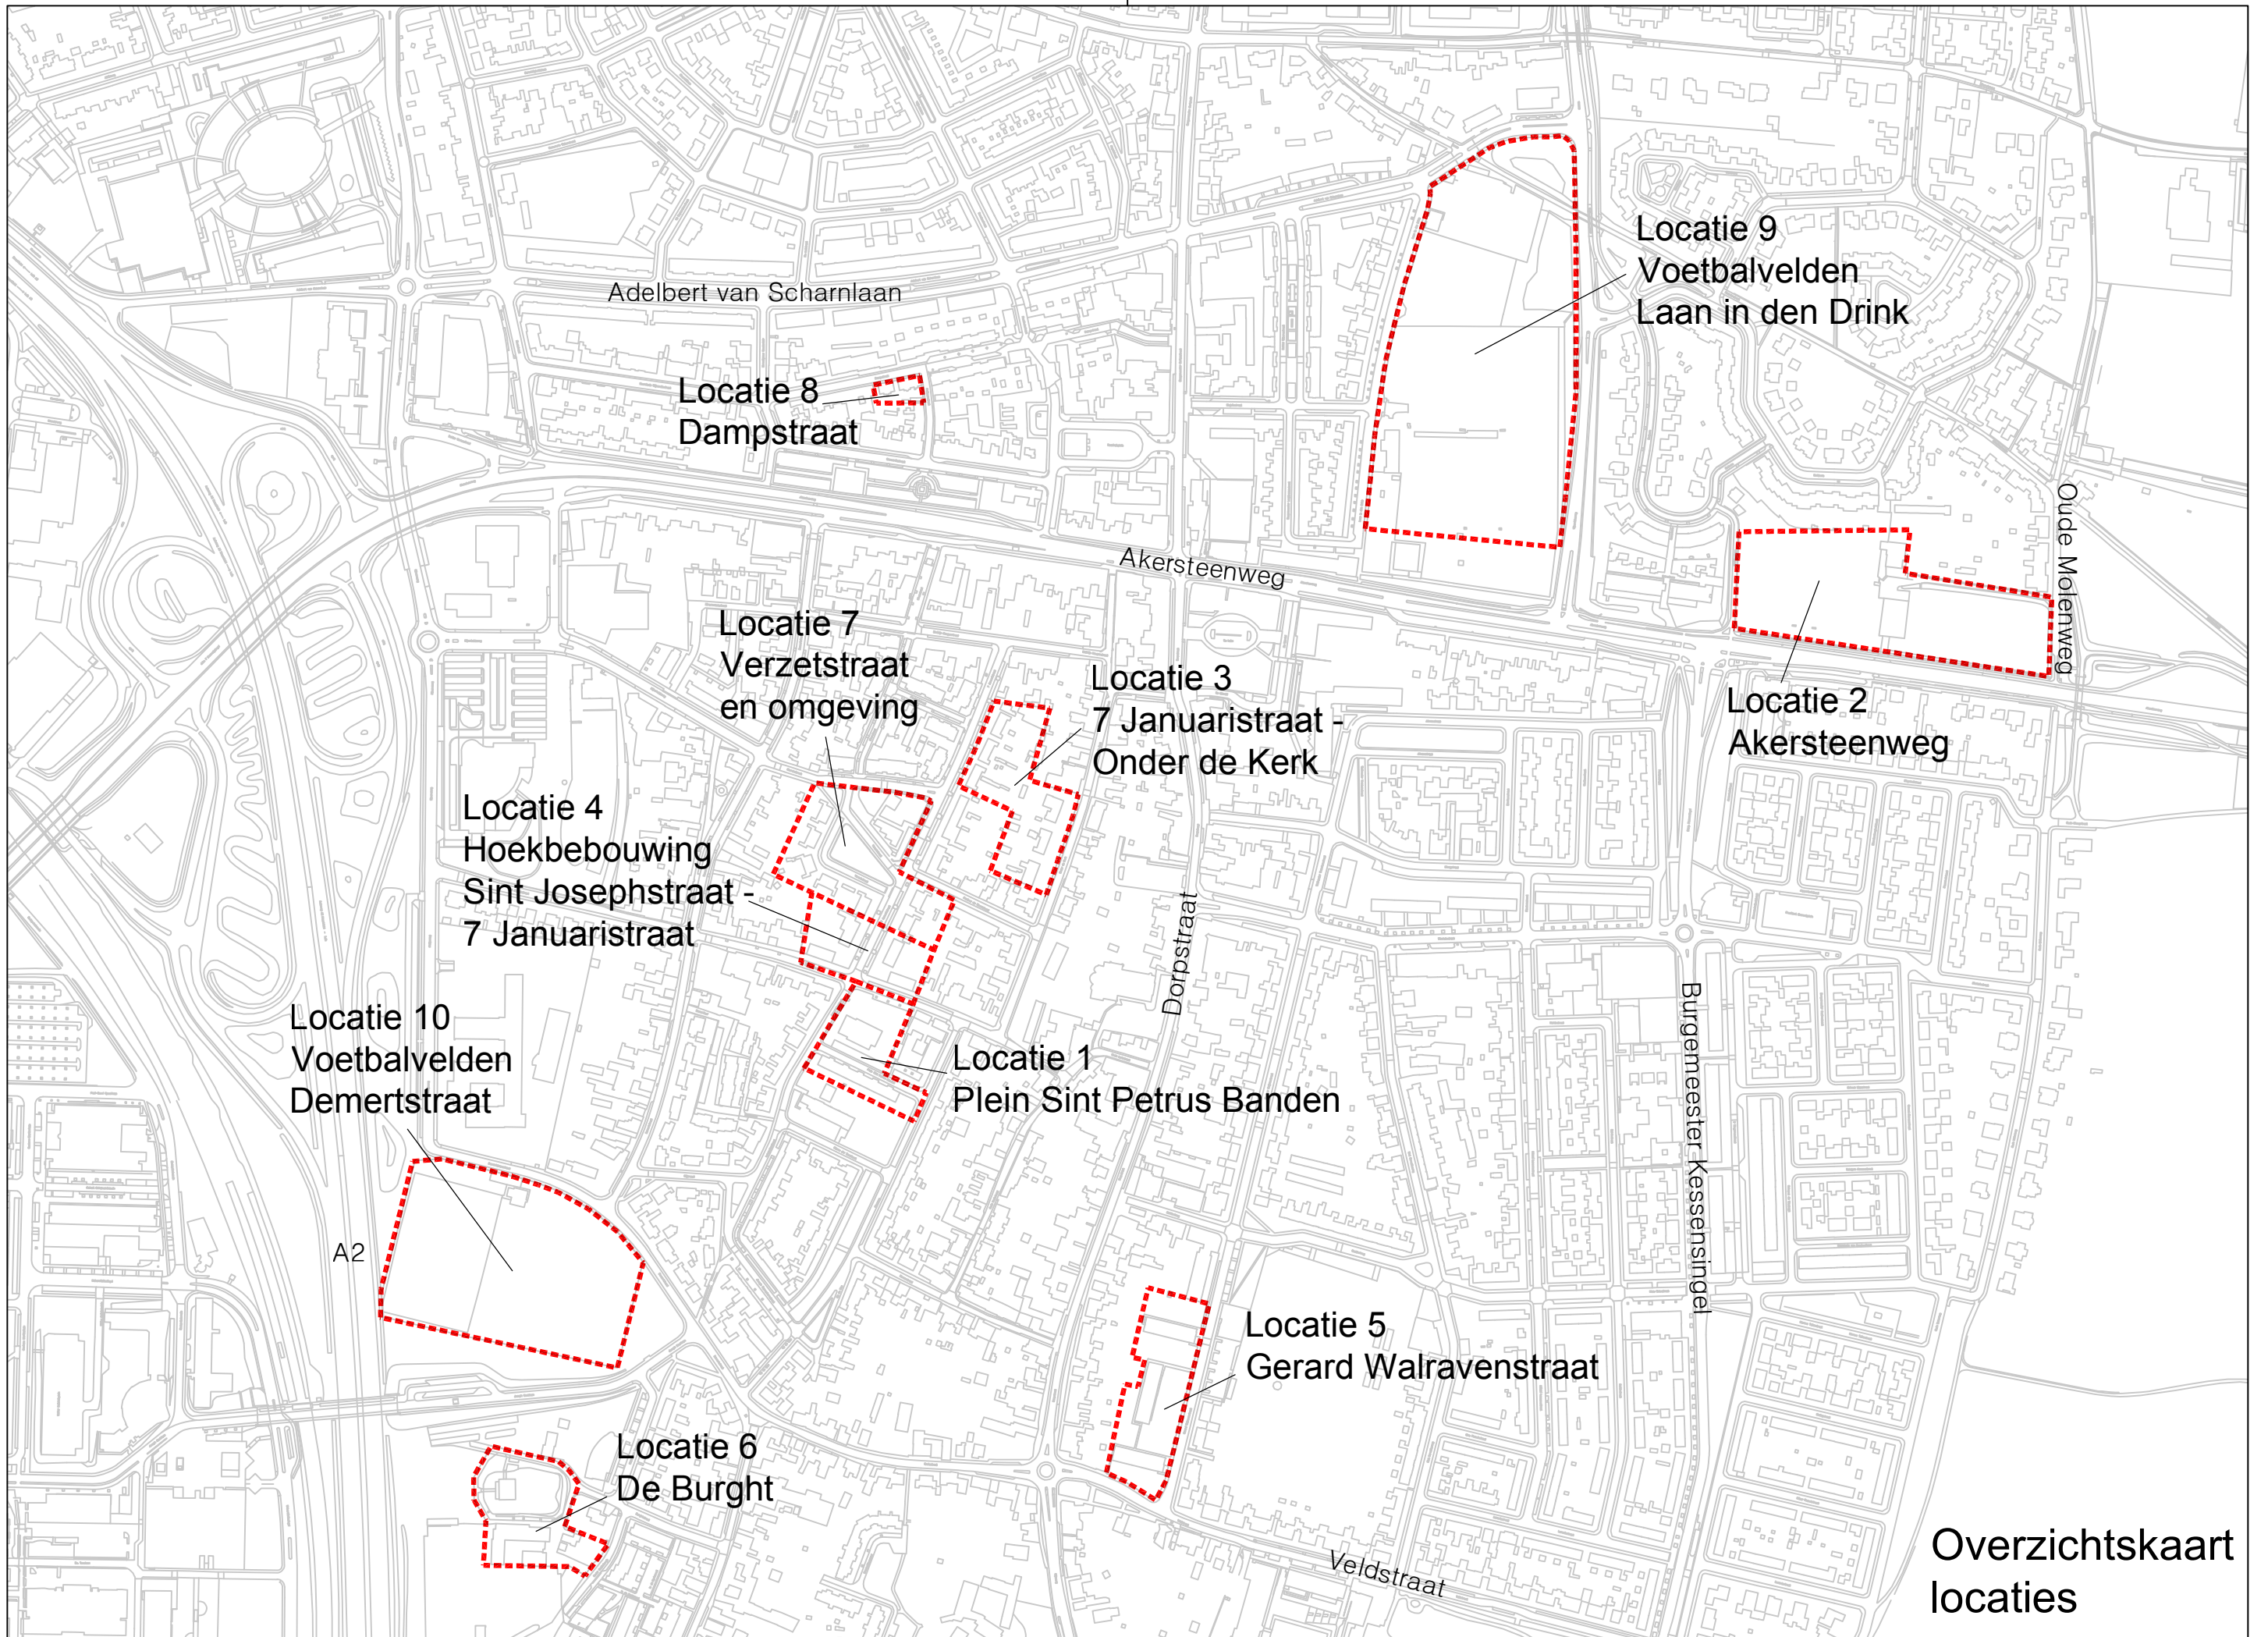 Locatie 9
Voetbalvelden
Laan in den Drink
Adelbert van Scharnlaan
Locatie 8
Dampstraat
Oude Molenweg
Akersteenweg
Locatie 7
Verzetstraat
en omgeving
Locatie 3
7 Januaristraat -
Onder de Kerk
Locatie 2
Akersteenweg
Locatie 4
Hoekbebouwing
Sint Josephstraat -
7 Januaristraat
Dorpstraat
Burgemeester Kessensingel
Locatie 10
Voetbalvelden
Demertstraat
Locatie 1
Plein Sint Petrus Banden
A2
Locatie 5
Gerard Walravenstraat
Locatie 6
De Burght
Veldstraat
Overzichtskaart
locaties